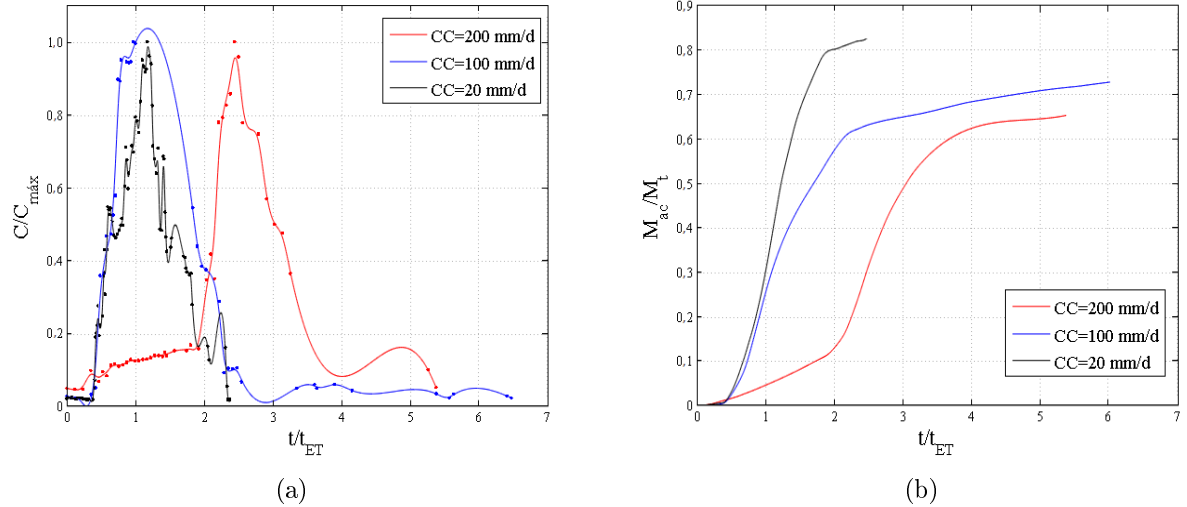 1.0
0.8
0.6
0.4
0.2
0
0 1 2 3 4 5 6 7
C/C_máx
t/t_ET
CC=200 mm/d
CC=100 mm/d
CC=20 mm/d
(a)
0,9
0,8
0,7
0,6
0,5
0,4
0,3
0,2
0,1
0
0 1 2 3 4 5 6 7
M_ac/M_t
t/t_ET
CC=200 mm/d
CC=100 mm/d
CC=20 mm/d
(b)